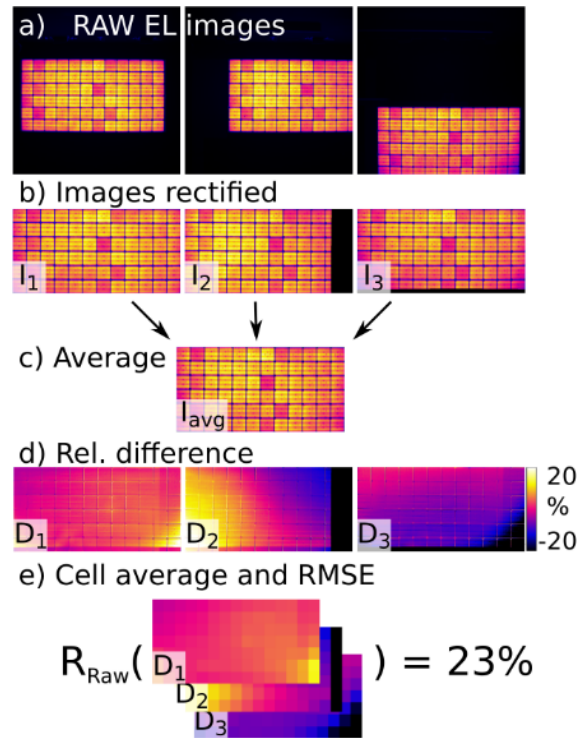 a) RAW EL images
b) Images rectified
I1 I2 I3
c) Average
Iavg
d) Rel. difference
D1 D2 D3
20
%
-20
e) Cell average and RMSE
RRaw( D1 ) = 23%
D2
D3